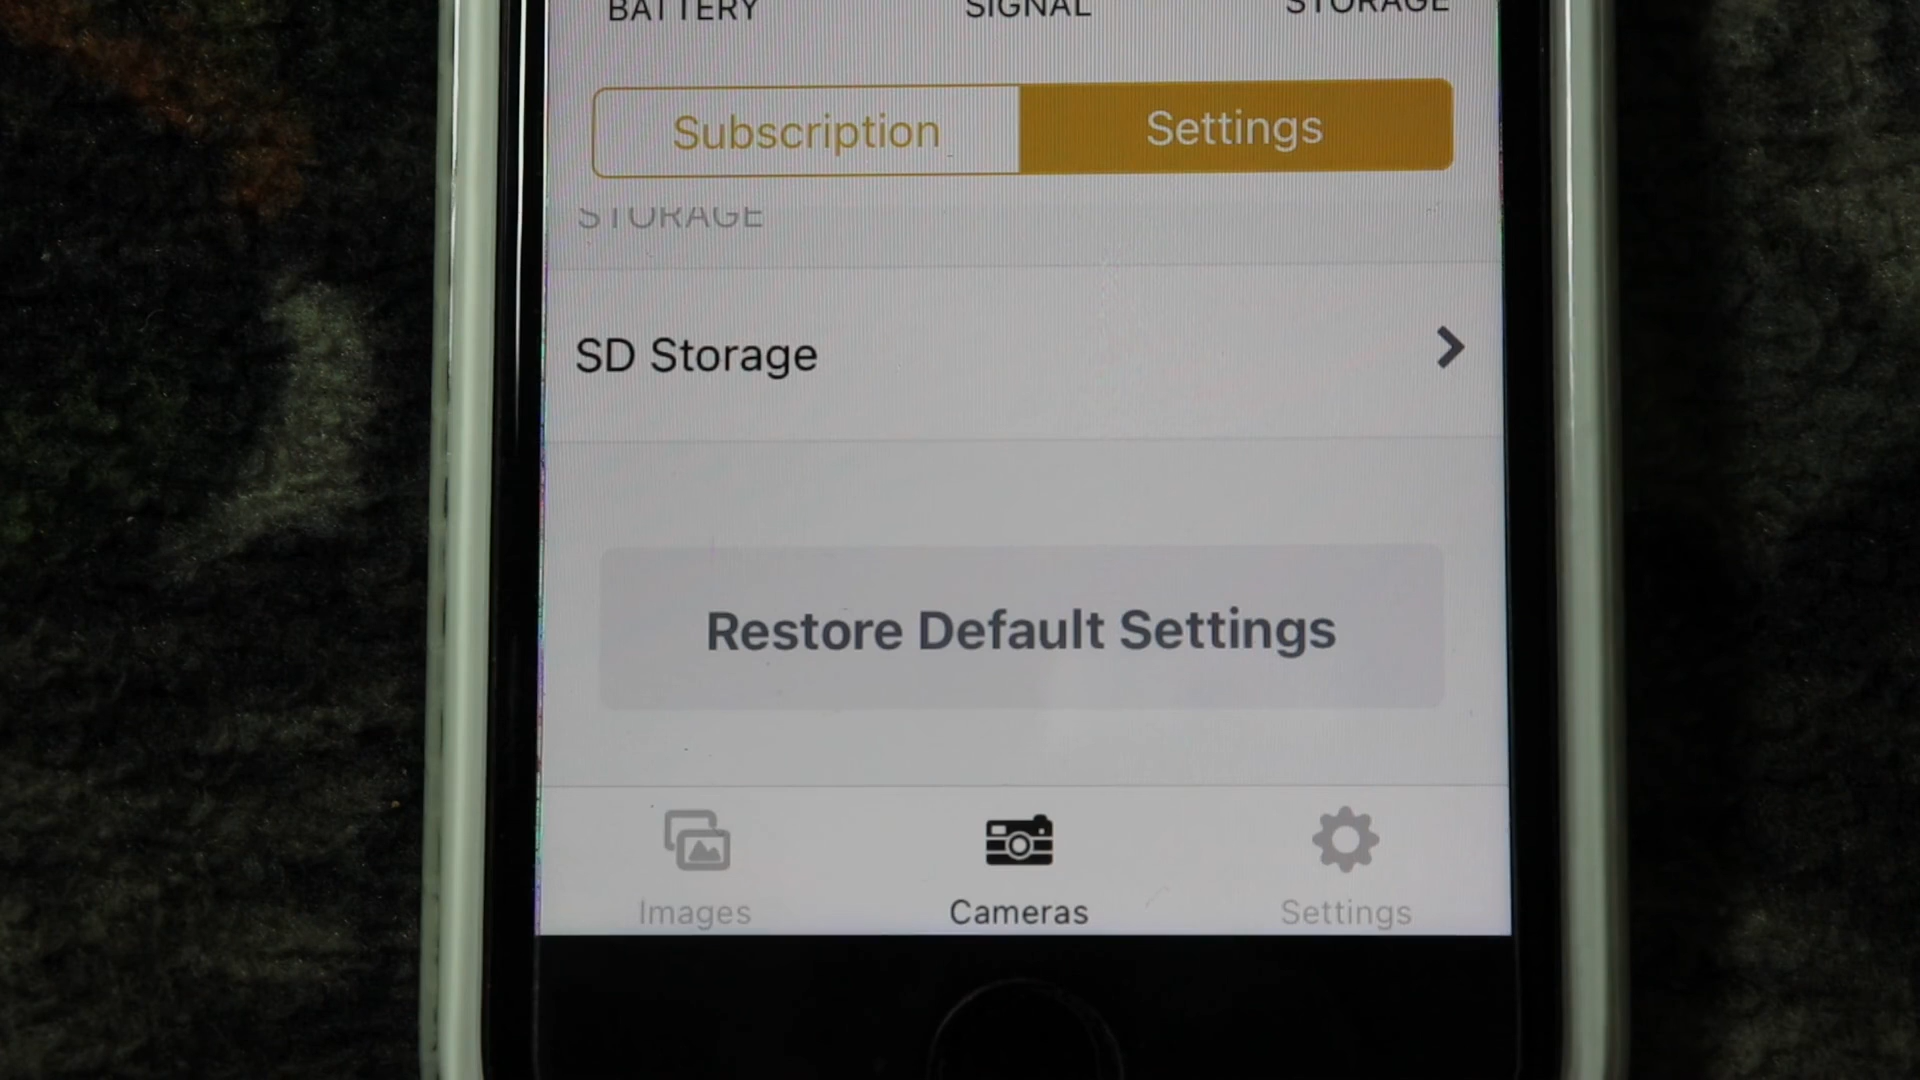 BATTERY SIGNAL STORAGE
Subscription Settings
STORAGE
SD Storage
Restore Default Settings
Images Cameras Settings